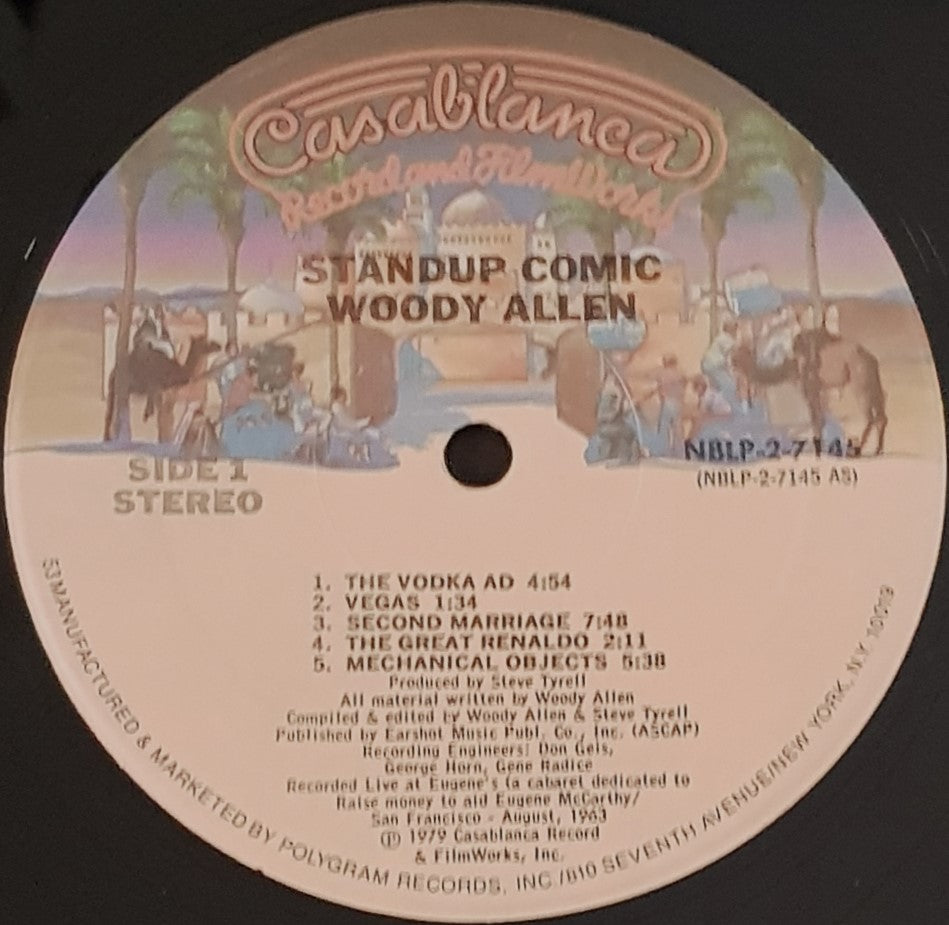 Casablanca
Record and FilmWorks
STANDUP COMIC
WOODY ALLEN
SIDE 1
STEREO
NBLP-2-7145
(NBLP-2-7145 AS)
1. THE VODKA AD 4:54
2. VEGAS 1:34
3. SECOND MARRIAGE 7:48
4. THE GREAT RENALDO 2:11
5. MECHANICAL OBJECTS 5:38
Produced by Steve Tyrell
All material written by Woody Allen
Compiled & edited by Woody Allen & Steve Tyrell
Published by Earshot Music Publ. Co., Inc. (ASCAP)
Recording Engineers: Don Geis,
George Horn, Gene Radice
Recorded Live at Eugene's (a cabaret dedicated to
Raise money to aid Eugene McCarthy/
San Francisco - August, 1963
Ⓟ 1979 Casablanca Record
& FilmWorks, Inc.
53 MANUFACTURED & MARKETED BY POLYGRAM RECORDS, INC./810 SEVENTH AVENUE/NEW YORK, N.Y. 10019